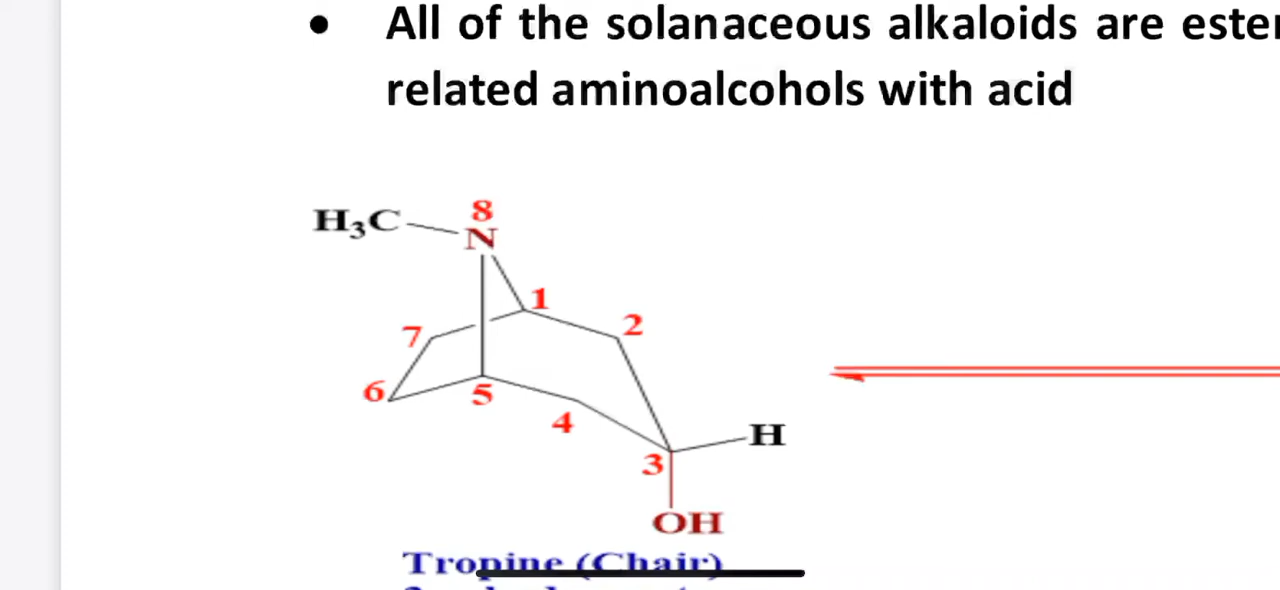 • All of the solanaceous alkaloids are ester
related aminoalcohols with acid
8
H₃C N
1
7 2
6 5
4
H
3
OH
Tropine (Chair)